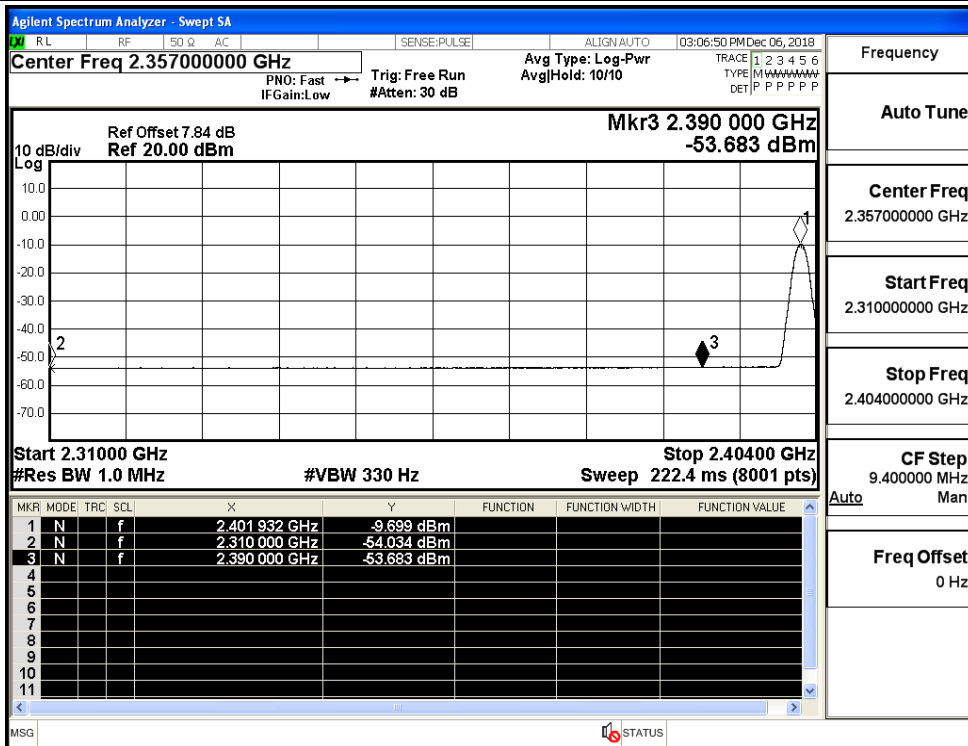 Agilent Spectrum Analyzer - Swept SA
LXI RL RF 50 Ω AC SENSE:PULSE ALIGN AUTO 03:06:50 PM Dec 06, 2018
Center Freq 2.357000000 GHz
PNO: Fast
IFGain:Low
Trig: Free Run
#Atten: 30 dB
Avg Type: Log-Pwr
Avg|Hold: 10/10
TRACE 1 2 3 4 5 6
TYPE M WWWWW
DET P P P P P P
Ref Offset 7.84 dB
10 dB/div Ref 20.00 dBm
Log
Mkr3 2.390 000 GHz
-53.683 dBm
10.0
0.00
-10.0
-20.0
-30.0
-40.0
-50.0
-60.0
-70.0
1
2
3
Start 2.31000 GHz Stop 2.40400 GHz
#Res BW 1.0 MHz #VBW 330 Hz Sweep 222.4 ms (8001 pts)
MKR MODE TRC SCL X Y FUNCTION FUNCTION WIDTH FUNCTION VALUE
1 N f 2.401 932 GHz -9.699 dBm
2 N f 2.310 000 GHz -54.034 dBm
3 N f 2.390 000 GHz -53.683 dBm
4
5
6
7
8
9
10
11
MSG STATUS
Frequency
Auto Tune
Center Freq
2.357000000 GHz
Start Freq
2.310000000 GHz
Stop Freq
2.404000000 GHz
CF Step
9.400000 MHz
Auto Man
Freq Offset
0 Hz